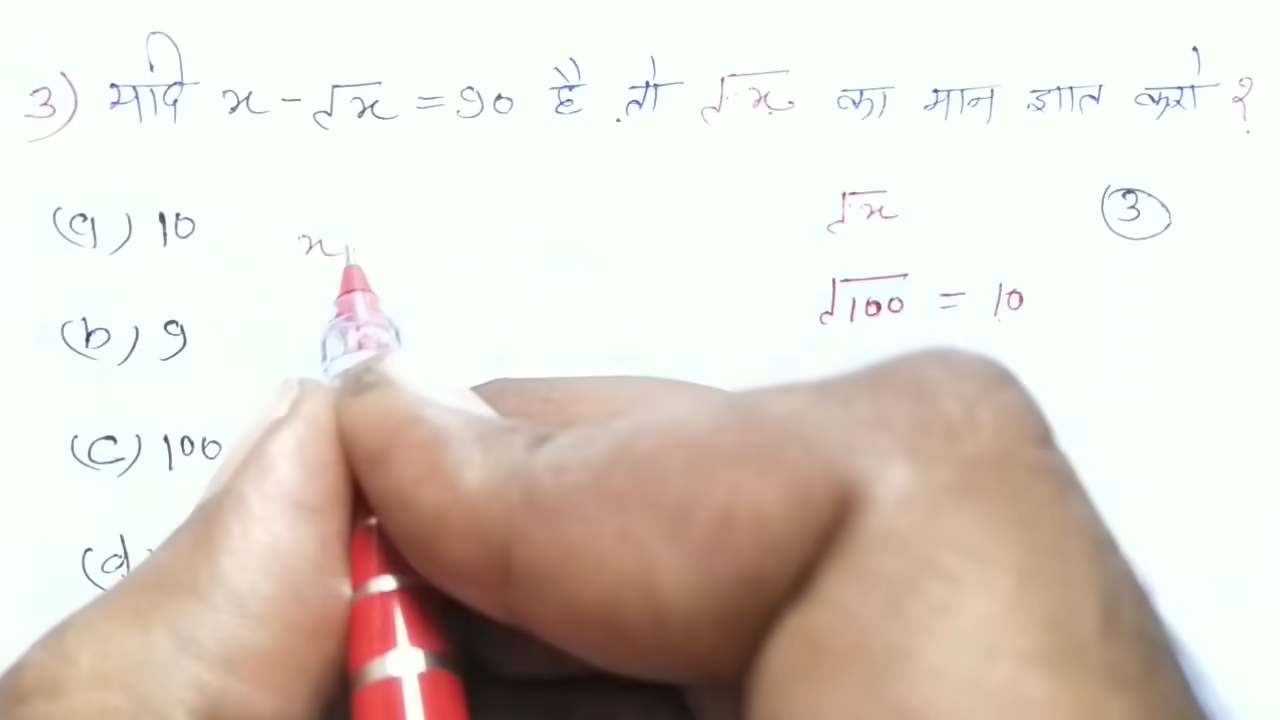 3) यदि x - √x = 90 है तो √x का मान ज्ञात करो ?
(a) 10
(b) 9
(c) 100
(d
x
√x
√100 = 10
3